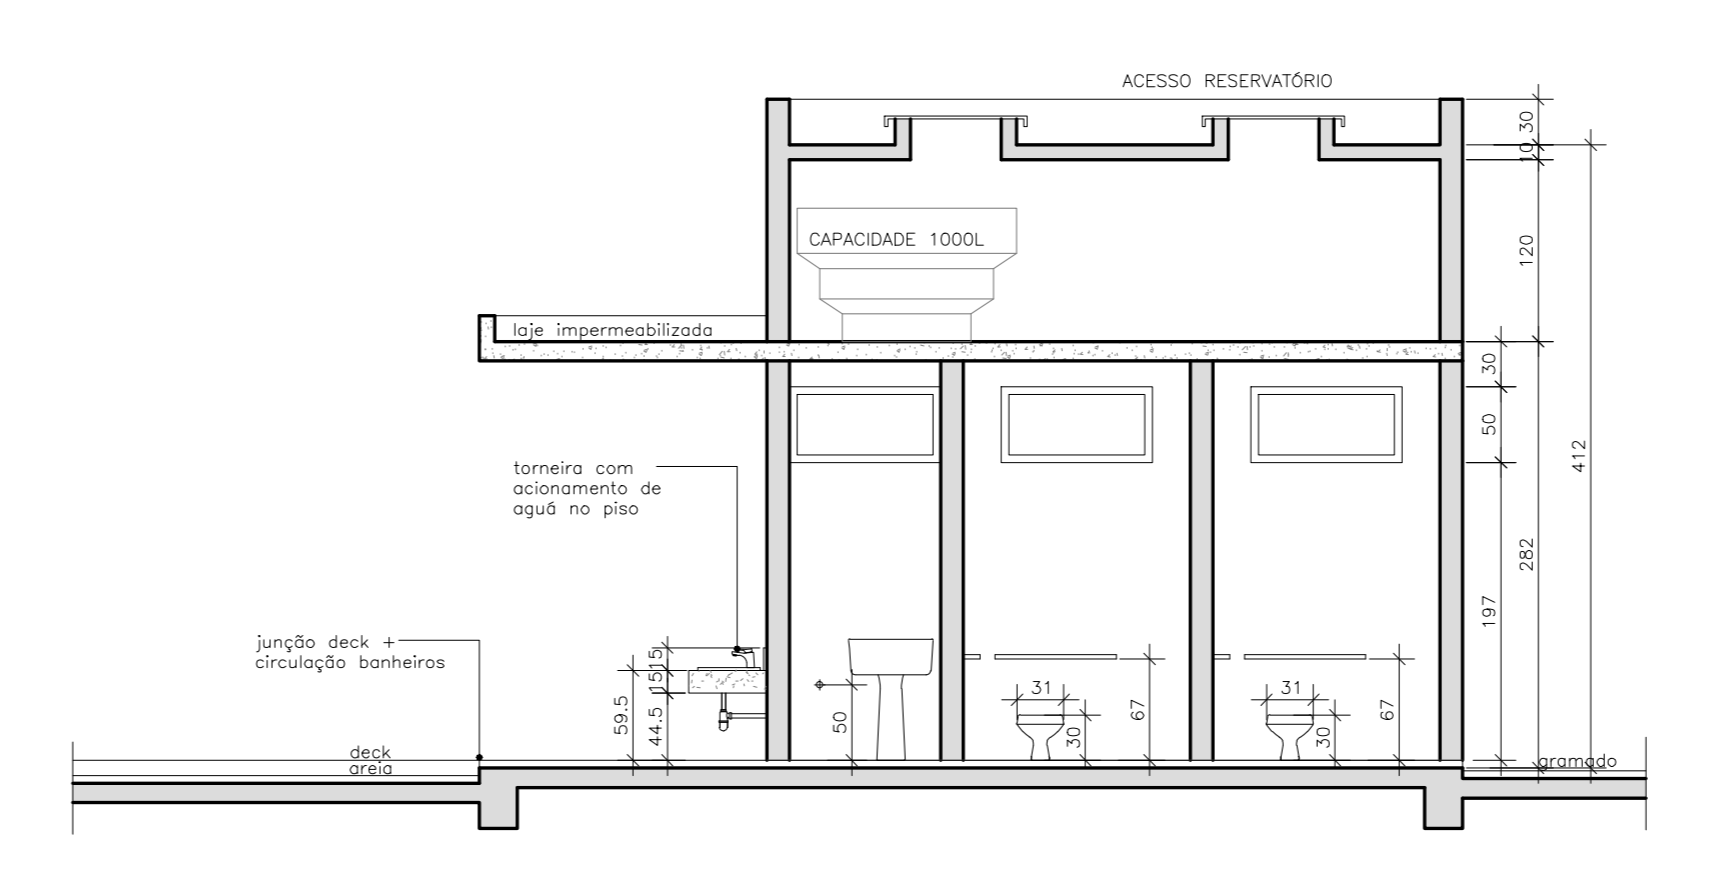 ACESSO RESERVATÓRIO
30
10
CAPACIDADE 1000L
120
laje impermeabilizada
30
50
412
torneira com
acionamento de
aguá no piso
282
197
junção deck +
circulação banheiros
15
15
59.5
44.5
50
31
30
67
31
30
67
deck
areia
gramado